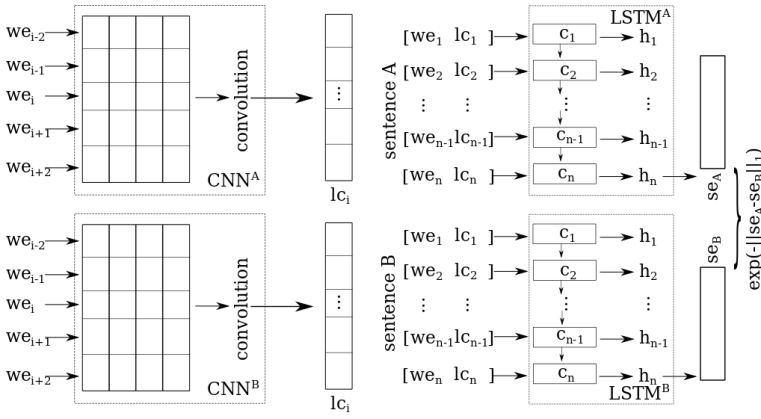 we_{i-2}
we_{i-1}
we_i
we_{i+1}
we_{i+2}
convolution
CNN^A
⋮
lc_i
sentence A
LSTM^A
[we_1 lc_1 ] c_1 h_1
[we_2 lc_2 ] c_2 h_2
⋮ ⋮ ⋮ ⋮
[we_{n-1} lc_{n-1}] c_{n-1} h_{n-1}
[we_n lc_n ] c_n h_n
se_A
we_{i-2}
we_{i-1}
we_i
we_{i+1}
we_{i+2}
convolution
CNN^B
⋮
lc_i
sentence B
[we_1 lc_1 ] c_1 h_1
[we_2 lc_2 ] c_2 h_2
⋮ ⋮ ⋮ ⋮
[we_{n-1} lc_{n-1}] c_{n-1} h_{n-1}
[we_n lc_n ] c_n h_n
LSTM^B
se_B
exp(-||se_A-se_B||_1)